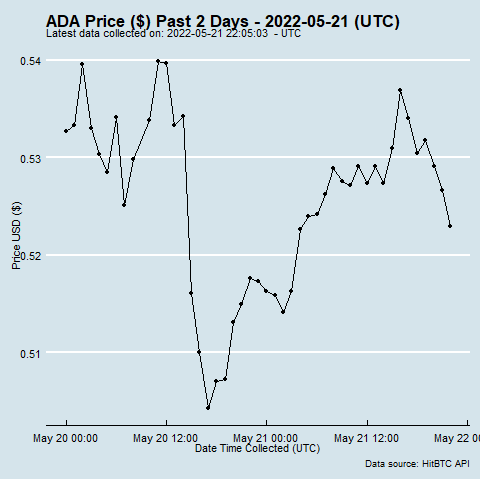 ADA Price ($) Past 2 Days - 2022-05-21 (UTC)
Latest data collected on: 2022-05-21 22:05:03 - UTC
0.54
0.53
0.52
0.51
Price USD ($)
May 20 00:00
May 20 12:00
May 21 00:00
May 21 12:00
May 22 00
Date Time Collected (UTC)
Data source: HitBTC API